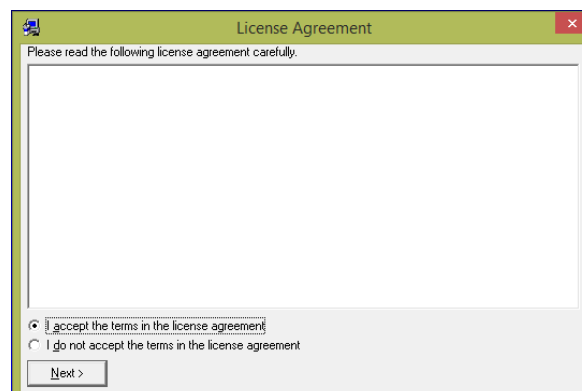 License Agreement
Please read the following license agreement carefully.
I accept the terms in the license agreement
I do not accept the terms in the license agreement
Next >